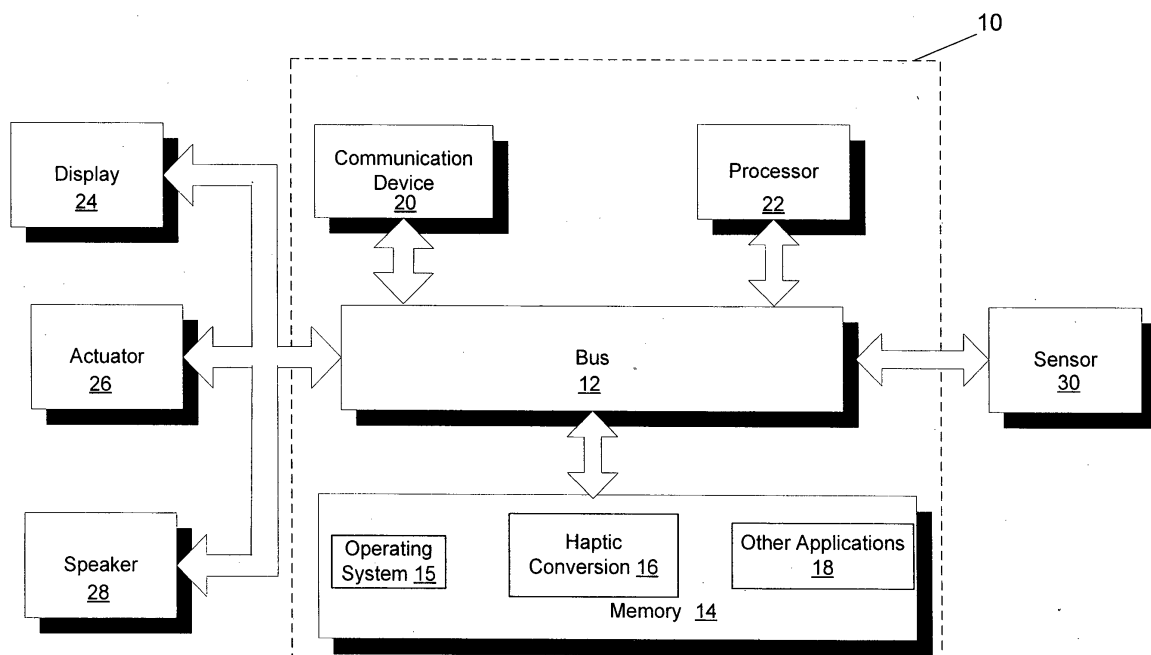 10
Display
24
Communication
Device
20
Processor
22
Actuator
26
Bus
12
Sensor
30
Speaker
28
Operating
System 15
Haptic
Conversion 16
Other Applications
18
Memory 14